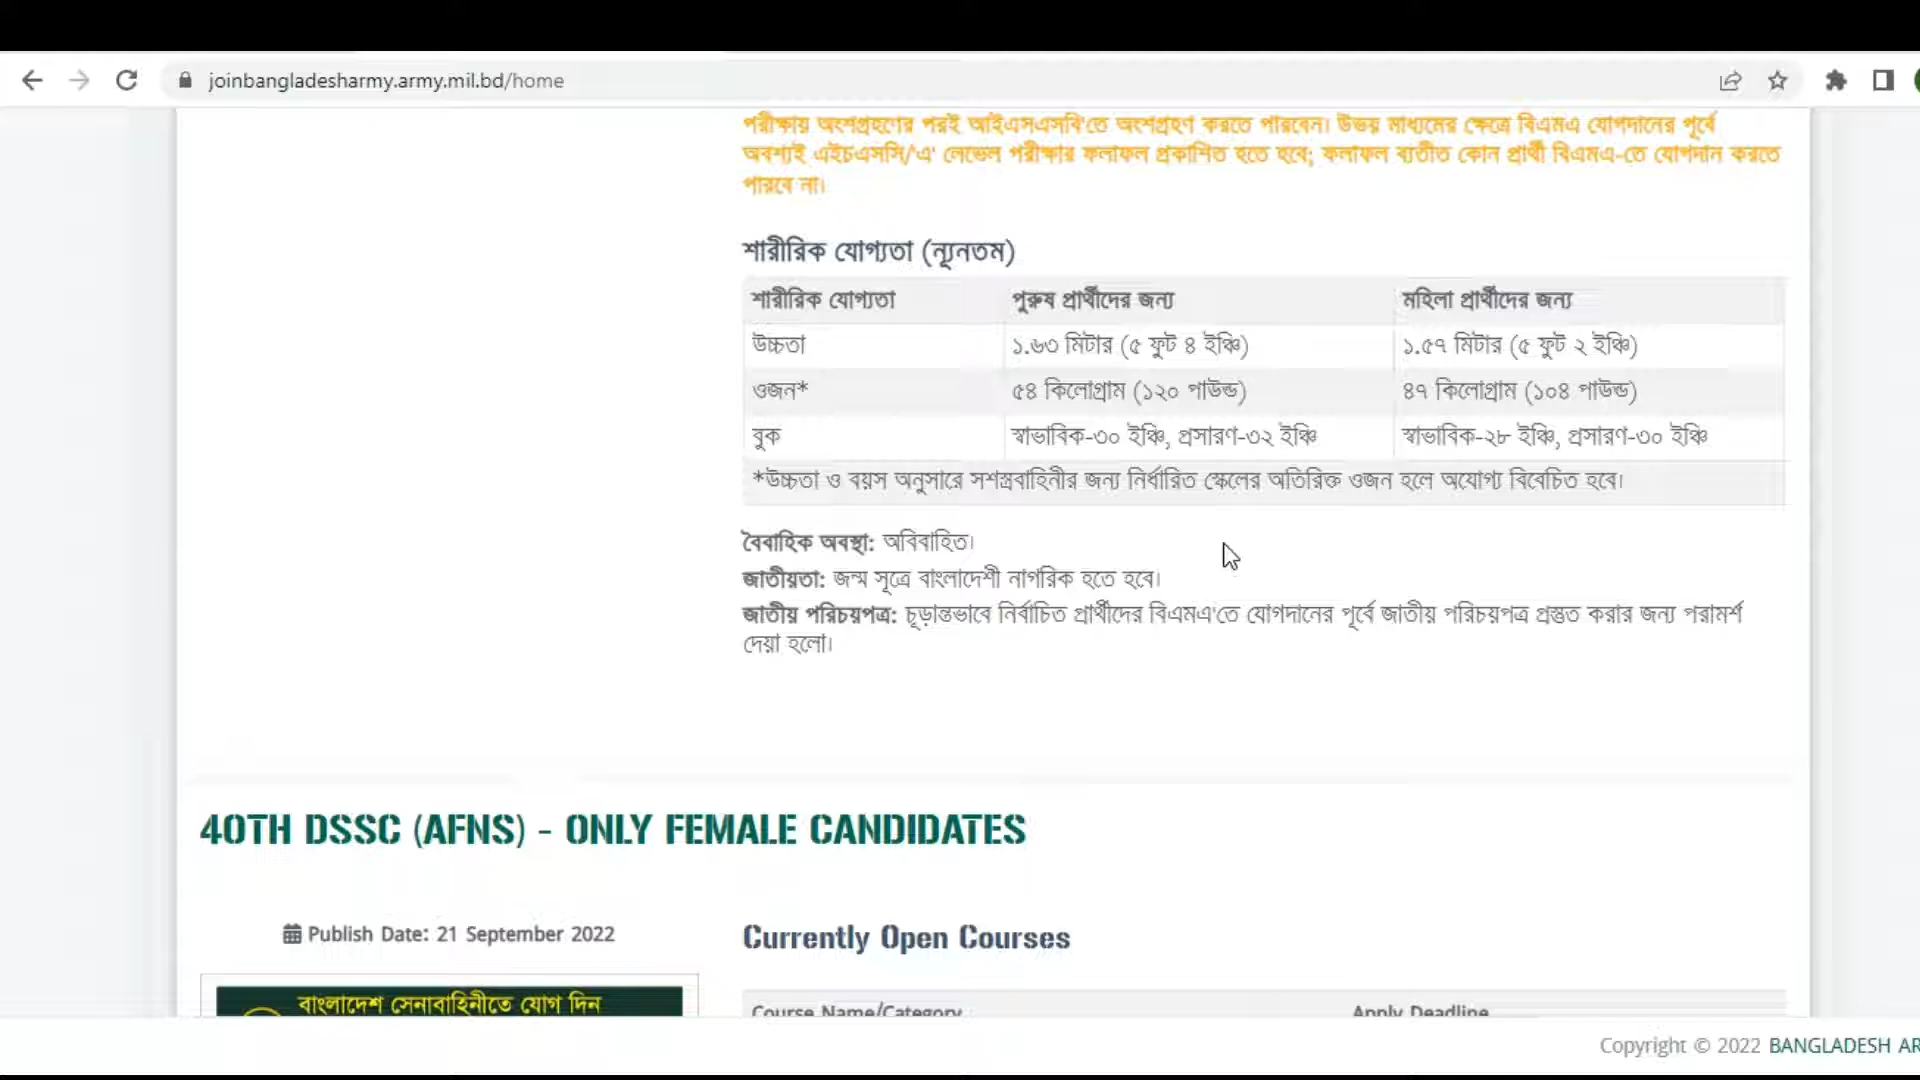 joinbangladesharmy.army.mil.bd/home
পরীক্ষায় অংশগ্রহণের পরই আইএসএসবি'তে অংশগ্রহণ করতে পারবেন। উভয় মাধ্যমের ক্ষেত্রে বিএমএ যোগদানের পূর্বে
অবশ্যই এইচএসসি/'এ' লেভেল পরীক্ষার ফলাফল প্রকাশিত হতে হবে; ফলাফল ব্যতীত কোন প্রার্থী বিএমএ-তে যোগদান করতে
পারবে না।
শারীরিক যোগ্যতা (ন্যূনতম)
শারীরিক যোগ্যতা পুরুষ প্রার্থীদের জন্য মহিলা প্রার্থীদের জন্য
উচ্চতা ১.৬৩ মিটার (৫ ফুট ৪ ইঞ্চি) ১.৫৭ মিটার (৫ ফুট ২ ইঞ্চি)
ওজন* ৫৪ কিলোগ্রাম (১২০ পাউন্ড) ৪৭ কিলোগ্রাম (১০৪ পাউন্ড)
বুক স্বাভাবিক-৩০ ইঞ্চি, প্রসারণ-৩২ ইঞ্চি স্বাভাবিক-২৮ ইঞ্চি, প্রসারণ-৩০ ইঞ্চি
*উচ্চতা ও বয়স অনুসারে সশস্ত্রবাহিনীর জন্য নির্ধারিত স্কেলের অতিরিক্ত ওজন হলে অযোগ্য বিবেচিত হবে।
বৈবাহিক অবস্থা: অবিবাহিত।
জাতীয়তা: জন্ম সূত্রে বাংলাদেশী নাগরিক হতে হবে।
জাতীয় পরিচয়পত্র: চূড়ান্তভাবে নির্বাচিত প্রার্থীদের বিএমএ'তে যোগদানের পূর্বে জাতীয় পরিচয়পত্র প্রস্তুত করার জন্য পরামর্শ
দেয়া হলো।
40TH DSSC (AFNS) - ONLY FEMALE CANDIDATES
Publish Date: 21 September 2022
Currently Open Courses
বাংলাদেশ সেনাবাহিনীতে যোগ দিন
Course Name/Category Apply Deadline
Copyright © 2022 BANGLADESH AR